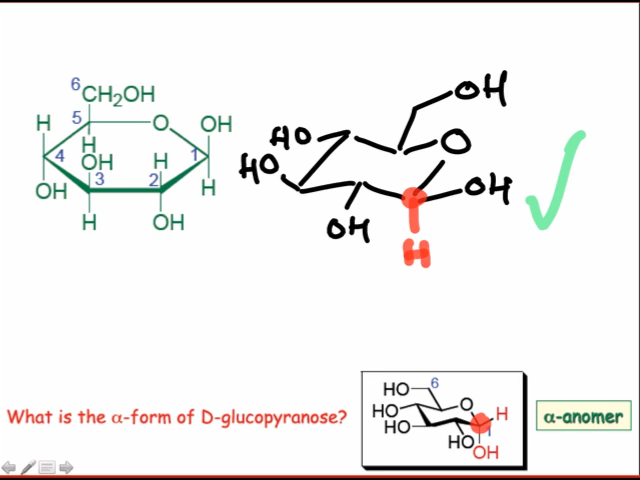 6
CH₂OH
5
H
O
OH
H
4
OH
H
1
3
2
OH
H
H
OH
OH
HO
O
HO
OH
OH
H
HO
6
O
H
HO
HO
HO
1
OH
What is the α-form of D-glucopyranose?
α-anomer